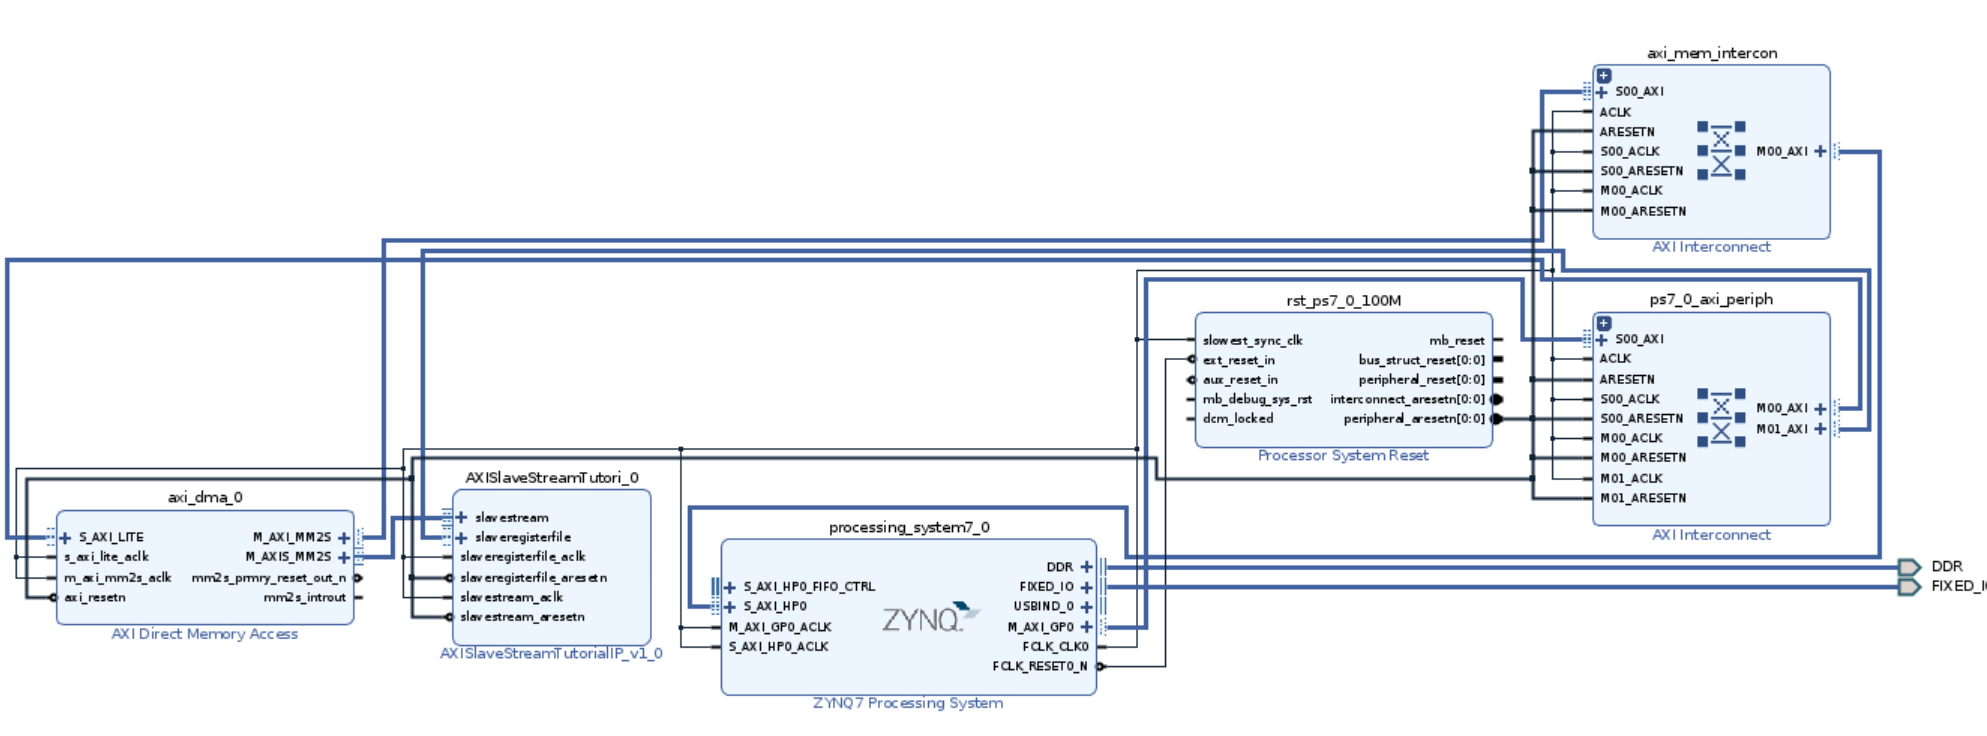 axi_mem_intercon
S00_AXI
ACLK
ARESETN
S00_ACLK
M00_AXI
S00_ARESETN
M00_ACLK
M00_ARESETN
AXI Interconnect
rst_ps7_0_100M
slowest_sync_clk
mb_reset
ext_reset_in
bus_struct_reset[0:0]
aux_reset_in
peripheral_reset[0:0]
mb_debug_sys_rst
interconnect_aresetn[0:0]
dcm_locked
peripheral_aresetn[0:0]
Processor System Reset
ps7_0_axi_periph
S00_AXI
ACLK
ARESETN
S00_ACLK
M00_AXI
S00_ARESETN
M01_AXI
M00_ACLK
M00_ARESETN
M01_ACLK
M01_ARESETN
AXI Interconnect
axi_dma_0
S_AXI_LITE
M_AXI_MM2S
s_axi_lite_aclk
M_AXIS_MM2S
m_axi_mm2s_aclk
mm2s_prmry_reset_out_n
axi_resetn
mm2s_introut
AXI Direct Memory Access
AXISlaveStreamTutori_0
slavestream
slaveregisterfile
slaveregisterfile_aclk
slaveregisterfile_aresetn
slavestream_aclk
slavestream_aresetn
AXISlaveStreamTutorialIP_v1_0
processing_system7_0
DDR
S_AXI_HP0_FIFO_CTRL
FIXED_IO
S_AXI_HP0
ZYNQ
USBIND_0
M_AXI_GP0_ACLK
M_AXI_GP0
S_AXI_HP0_ACLK
FCLK_CLK0
FCLK_RESET0_N
ZYNQ7 Processing System
DDR
FIXED_I